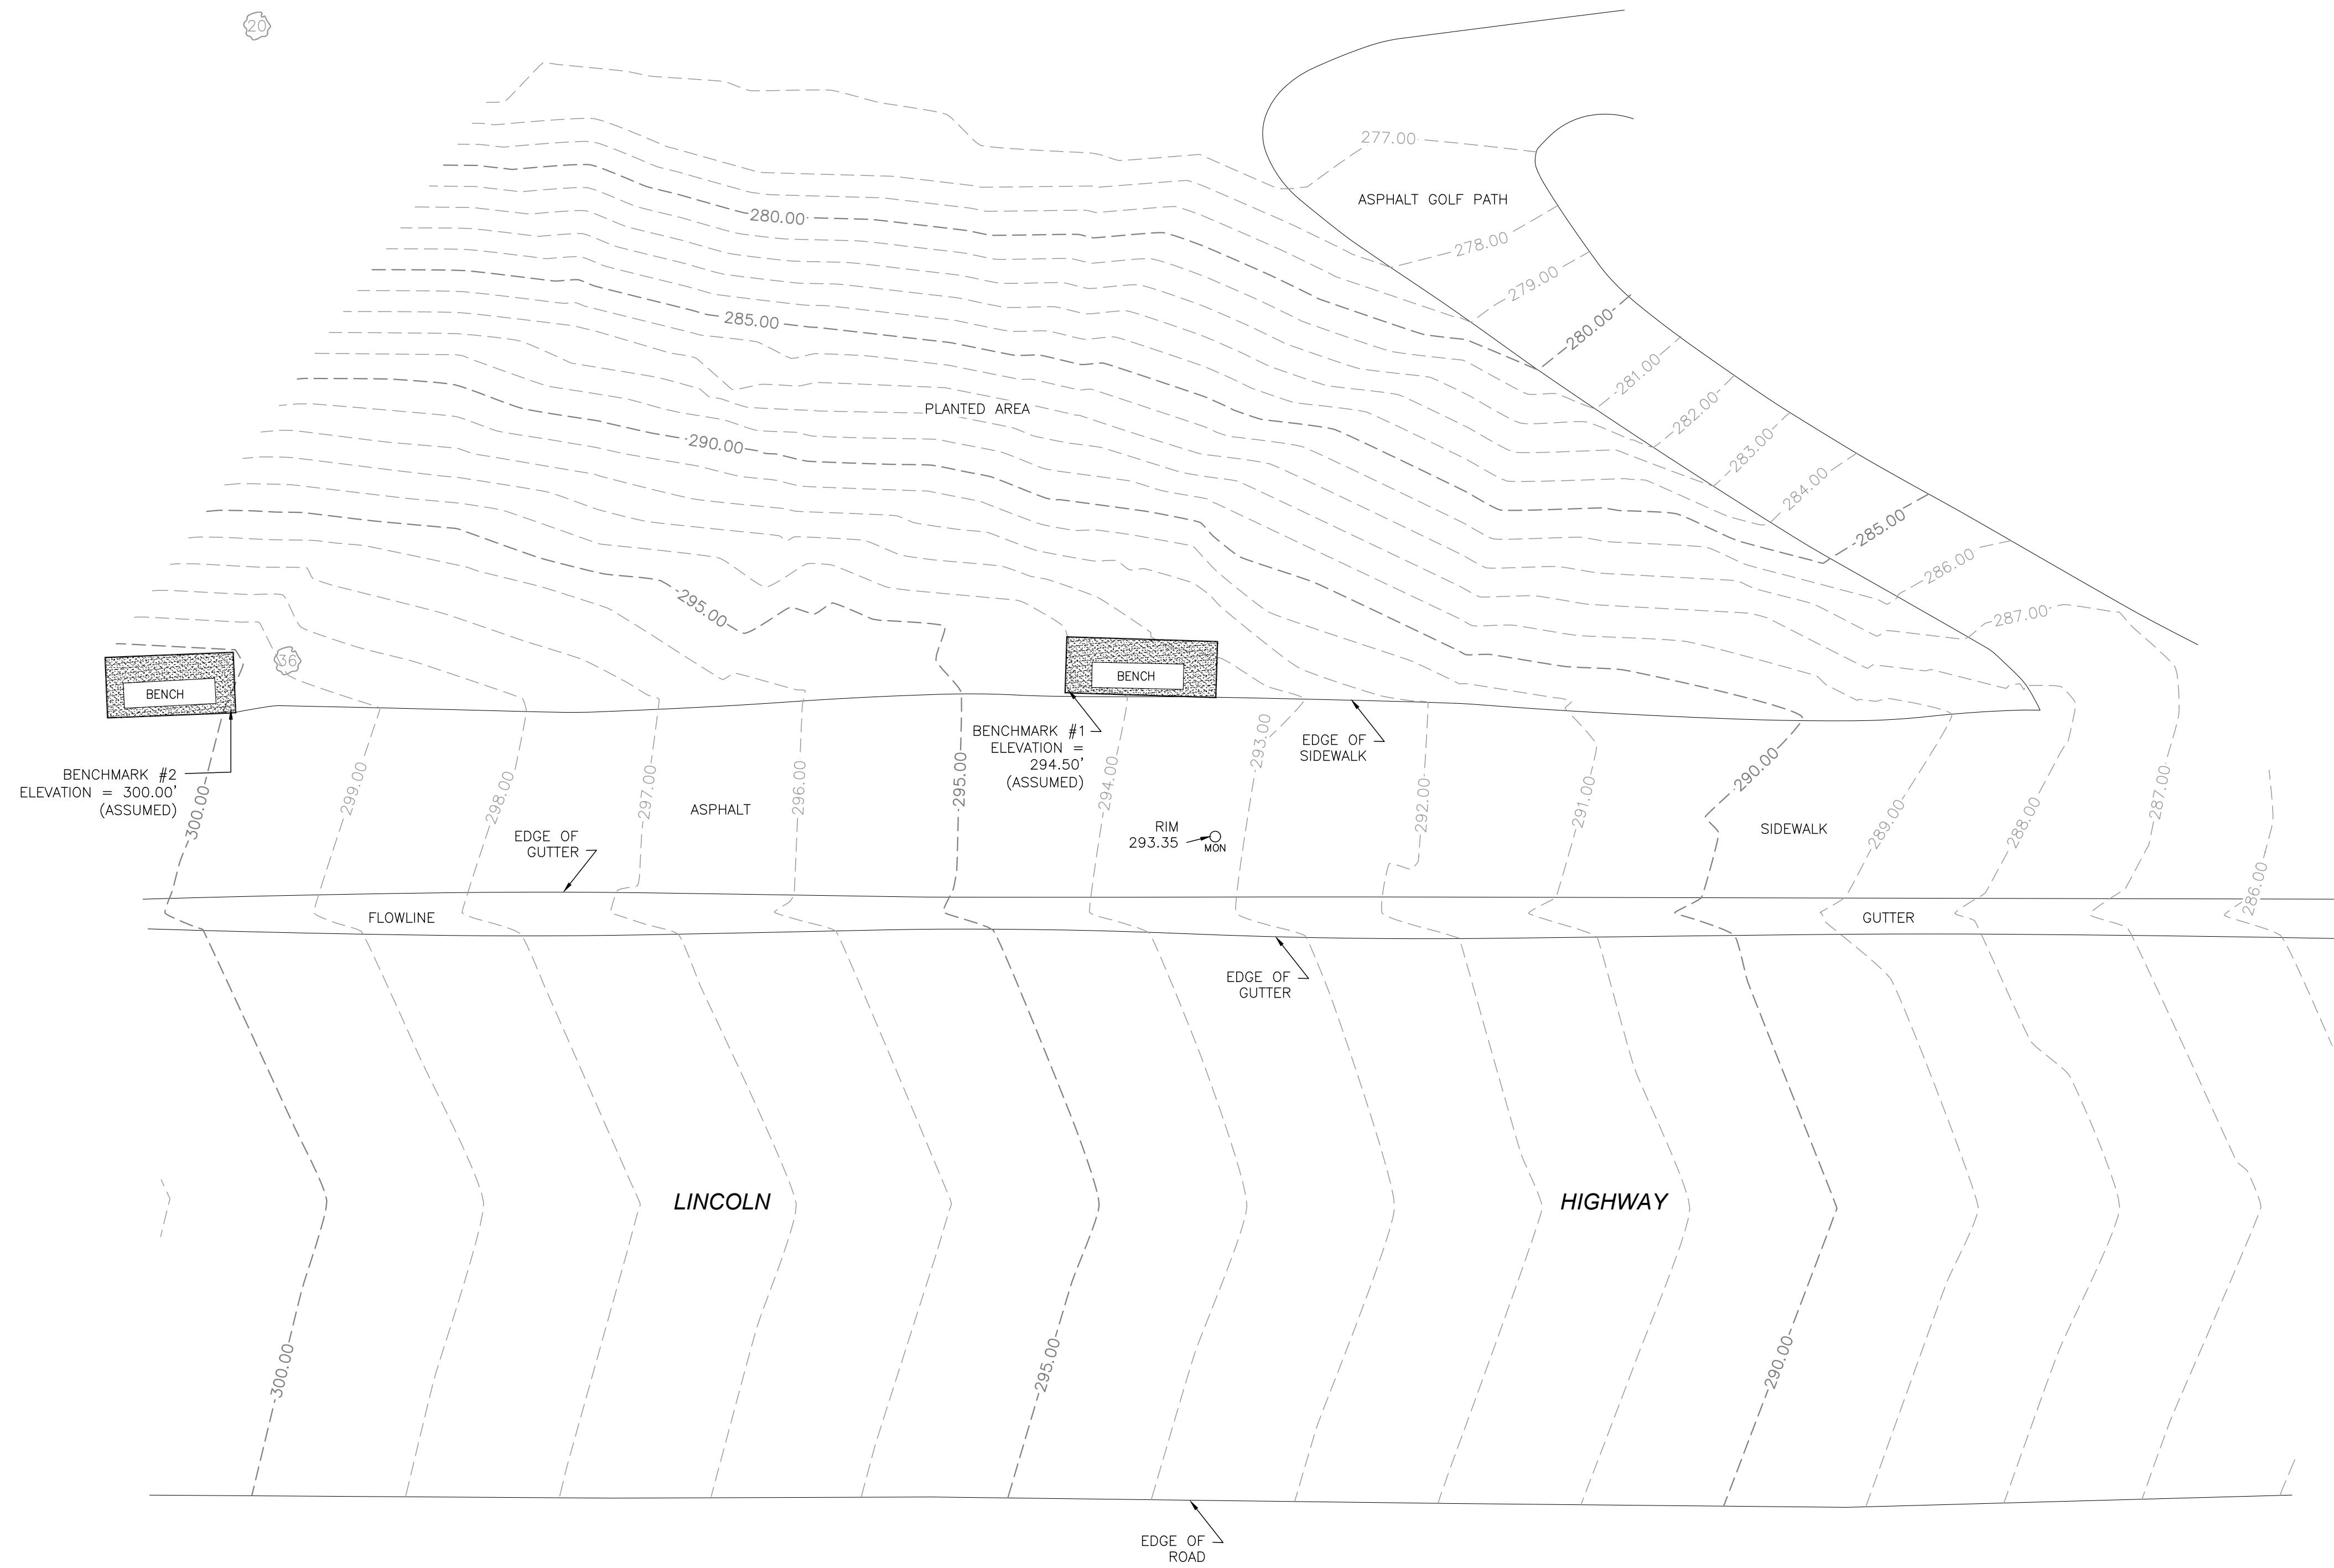 20
277.00
ASPHALT GOLF PATH
280.00
278.00
279.00
285.00
280.00
281.00
PLANTED AREA
282.00
290.00
283.00
284.00
285.00
286.00
295.00
287.00
36
BENCH
BENCH
BENCHMARK #1
ELEVATION =
294.50'
(ASSUMED)
EDGE OF
SIDEWALK
BENCHMARK #2
ELEVATION = 300.00'
(ASSUMED)
300.00
299.00
298.00
297.00
296.00
295.00
294.00
293.00
292.00
291.00
290.00
289.00
288.00
287.00
286.00
ASPHALT
EDGE OF
GUTTER
RIM
293.35
MON
SIDEWALK
FLOWLINE
GUTTER
EDGE OF
GUTTER
LINCOLN
HIGHWAY
300.00
295.00
290.00
EDGE OF
ROAD